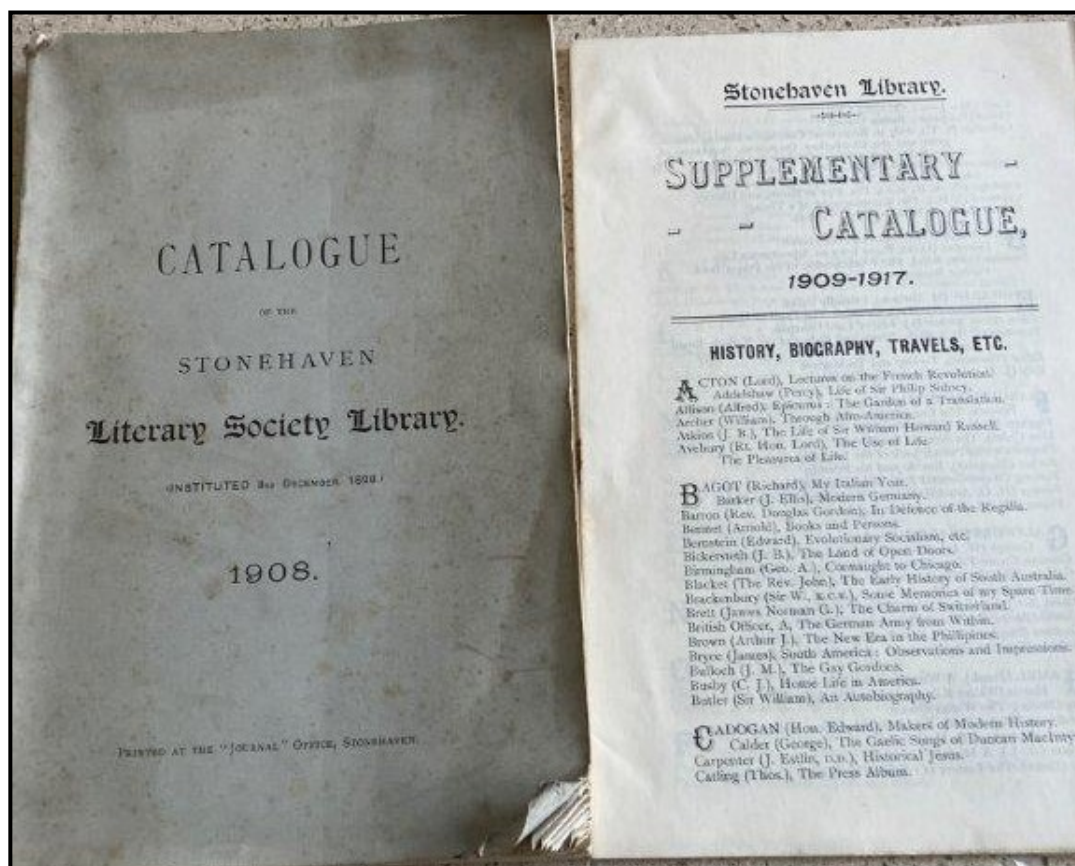 CATALOGUE
OF THE
STONEHAVEN
Literary Society Library.
(INSTITUTED DECEMBER
1908.
PRINTED AT THE "JOURNAL" OFFICE, STONEHAVEN.
Stonehaven Library.
SUPPLEMENTARY -
- - CATALOGUE,
1909-1917.
HISTORY, BIOGRAPHY, TRAVELS, ETC.
ACTON (Lord), Lectures on the French Revolution.
Addelshaw (Percy), Life of Sir Philip Sidney.
Allison (Alfred), Epicurus : The Garden of a Translation.
Archer (William), Through Afro-America.
Atkins (J. B.), The Life of Sir William Howard Russell.
Avebury (Rt. Hon. Lord), The Use of Life.
The Pleasures of Life.
BAGOT (Richard), My Italian Year.
Barker (J. Ellis), Modern Germany.
Barron (Rev. Douglas Gordon), In Defence of the Regalia.
Bennet (Arnold), Books and Persons.
Bernstein (Edward), Evolutionary Socialism, etc.
Bickersteth (J. B.), The Land of Open Doors.
Birmingham (Geo. A.), Connaught to Chicago.
Blacket (The Rev. John), The Early History of South Australia.
Brackenbury (Sir W., K.C.V.), Some Memories of my Spare Time
Brett (James Norman G.), The Charm of Switzerland.
British Officer, A, The German Army from Within.
Brown (Arthur J.), The New Era in the Phillipines.
Bryce (James), South America : Observations and Impressions.
Bulloch (J. M.), The Gay Gordons.
Busby (C. J.), Home Life in America.
Butler (Sir William), An Autobiography.
CADOGAN (Hon. Edward), Makers of Modern History.
Calder (George), The Gaelic Songs of Duncan MacInty
Carpenter (J. Estlin, D.D.), Historical Jesus.
Catling (Thos.), The Press Album.